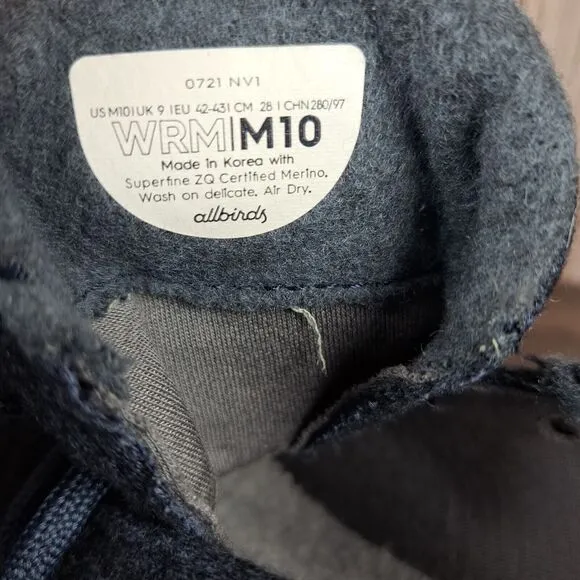 0721 NV1
US M10 | UK 9 | EU 42-43 | CM 28 | CHN 280/97
WRM|M10
Made in Korea with
Superfine ZQ Certified Merino.
Wash on delicate. Air Dry.
allbirds